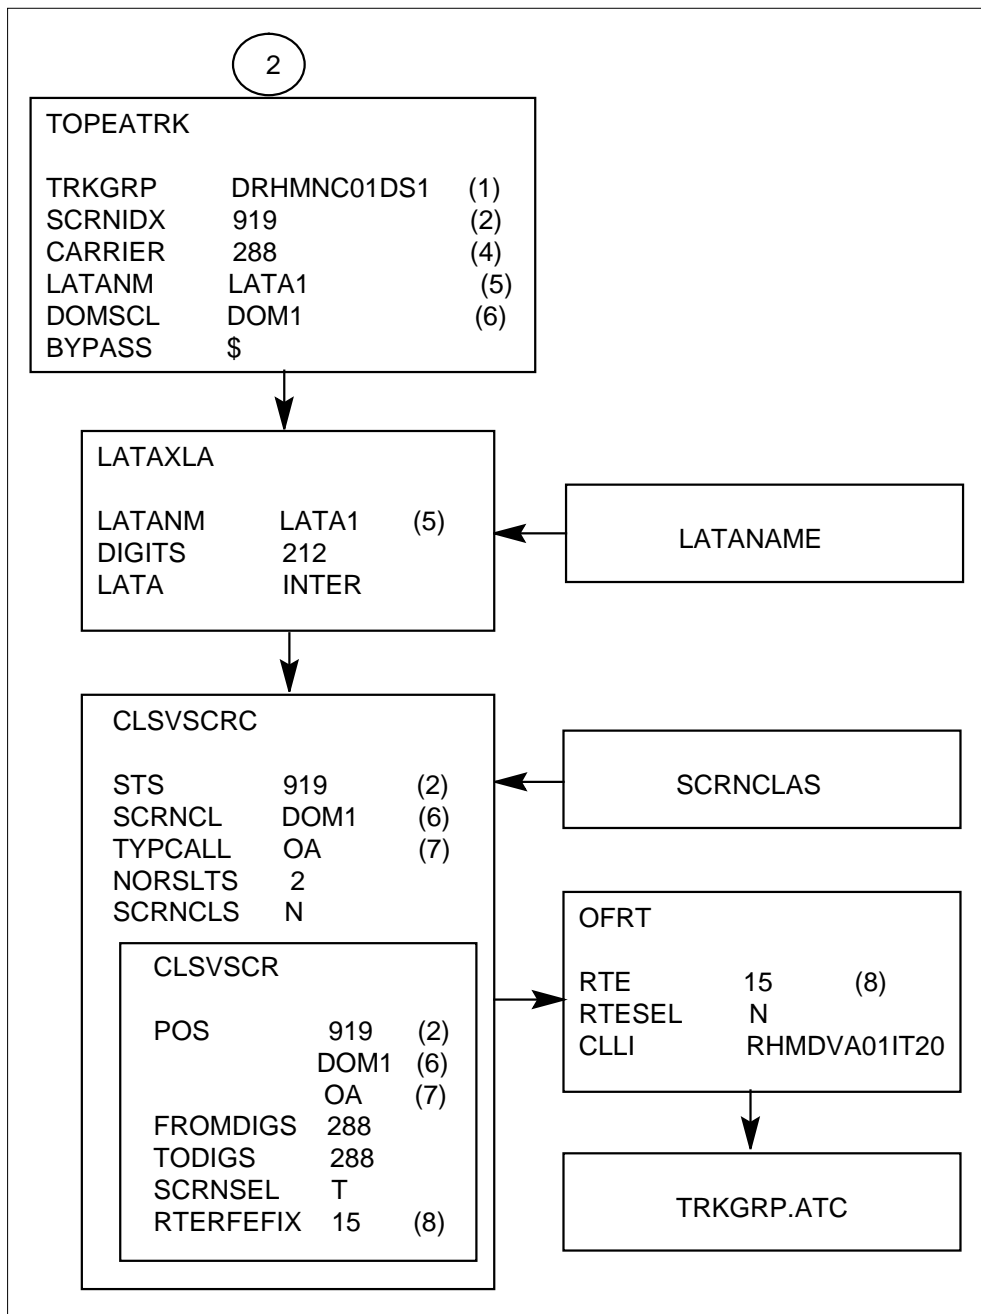 2
TOPEATRK
TRKGRP DRHMNC01DS1 (1)
SCRNIDX 919 (2)
CARRIER 288 (4)
LATANM LATA1 (5)
DOMSCL DOM1 (6)
BYPASS $
LATAXLA
LATANM LATA1 (5)
DIGITS 212
LATA INTER
LATANAME
CLSVSCRC
STS 919 (2)
SCRNCL DOM1 (6)
TYPCALL OA (7)
NORSLTS 2
SCRNCLS N
SCRNCLAS
CLSVSCR
POS 919 (2)
DOM1 (6)
OA (7)
FROMDIGS 288
TODIGS 288
SCRNSEL T
RTERFEFIX 15 (8)
OFRT
RTE 15 (8)
RTESEL N
CLLI RHMDVA01IT20
TRKGRP.ATC